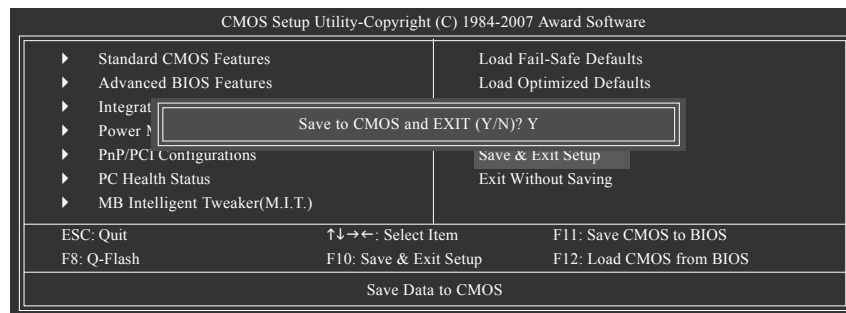 CMOS Setup Utility-Copyright (C) 1984-2007 Award Software
Standard CMOS Features
Advanced BIOS Features
Integrat
Power
PnP/PCI Configurations
PC Health Status
MB Intelligent Tweaker(M.I.T.)
Load Fail-Safe Defaults
Load Optimized Defaults
Save & Exit Setup
Exit Without Saving
Save to CMOS and EXIT (Y/N)? Y
ESC: Quit ↑↓→←: Select Item F11: Save CMOS to BIOS
F8: Q-Flash F10: Save & Exit Setup F12: Load CMOS from BIOS
Save Data to CMOS